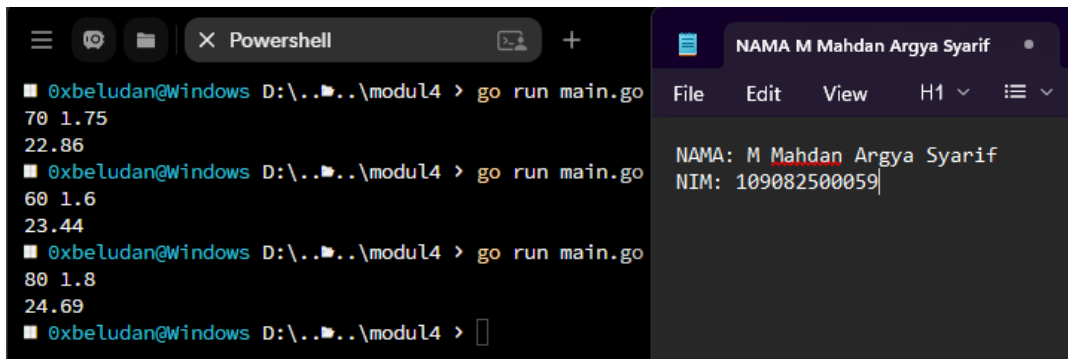 Powershell
0xbeludan@Windows D:\.. ..\modul4 > go run main.go
70 1.75
22.86
0xbeludan@Windows D:\.. ..\modul4 > go run main.go
60 1.6
23.44
0xbeludan@Windows D:\.. ..\modul4 > go run main.go
80 1.8
24.69
0xbeludan@Windows D:\.. ..\modul4 >
NAMA M Mahdan Argya Syarif
File Edit View H1
NAMA: M Mahdan Argya Syarif
NIM: 109082500059